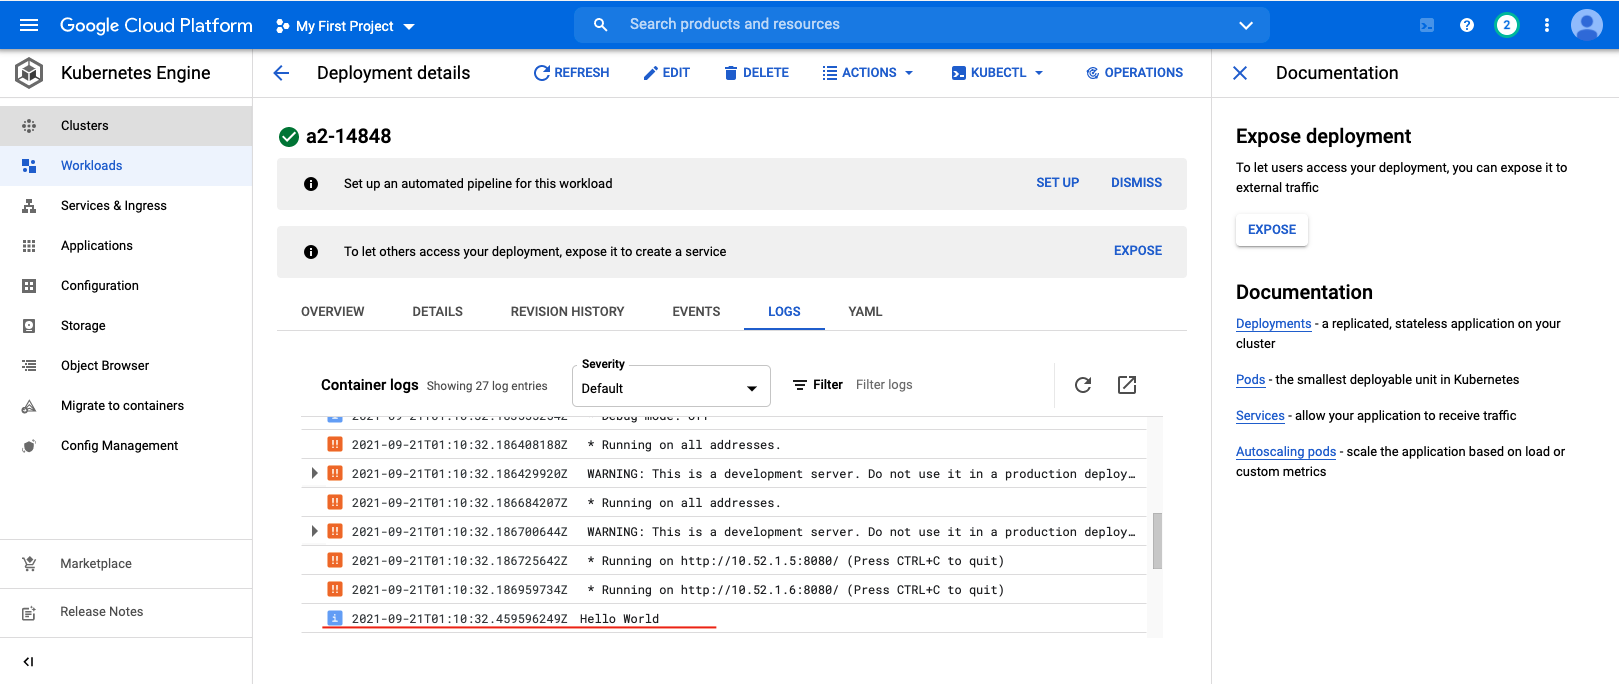 Google Cloud Platform My First Project Search products and resources 2
Kubernetes Engine
Clusters
Workloads
Services & Ingress
Applications
Configuration
Storage
Object Browser
Migrate to containers
Config Management
Marketplace
Release Notes
Deployment details REFRESH EDIT DELETE ACTIONS KUBECTL OPERATIONS
a2-14848
Set up an automated pipeline for this workload SET UP DISMISS
To let others access your deployment, expose it to create a service EXPOSE
OVERVIEW DETAILS REVISION HISTORY EVENTS LOGS YAML
Container logs Showing 27 log entries Severity Default Filter Filter logs
* Debug mode: off
!! 2021-09-21T01:10:32.186408188Z * Running on all addresses.
!! 2021-09-21T01:10:32.186429920Z WARNING: This is a development server. Do not use it in a production deploy…
!! 2021-09-21T01:10:32.186684207Z * Running on all addresses.
!! 2021-09-21T01:10:32.186700644Z WARNING: This is a development server. Do not use it in a production deploy…
!! 2021-09-21T01:10:32.186725642Z * Running on http://10.52.1.5:8080/ (Press CTRL+C to quit)
!! 2021-09-21T01:10:32.186959734Z * Running on http://10.52.1.6:8080/ (Press CTRL+C to quit)
i 2021-09-21T01:10:32.459596249Z Hello World
Documentation
Expose deployment
To let users access your deployment, you can expose it to
external traffic
EXPOSE
Documentation
Deployments - a replicated, stateless application on your
cluster
Pods - the smallest deployable unit in Kubernetes
Services - allow your application to receive traffic
Autoscaling pods - scale the application based on load or
custom metrics